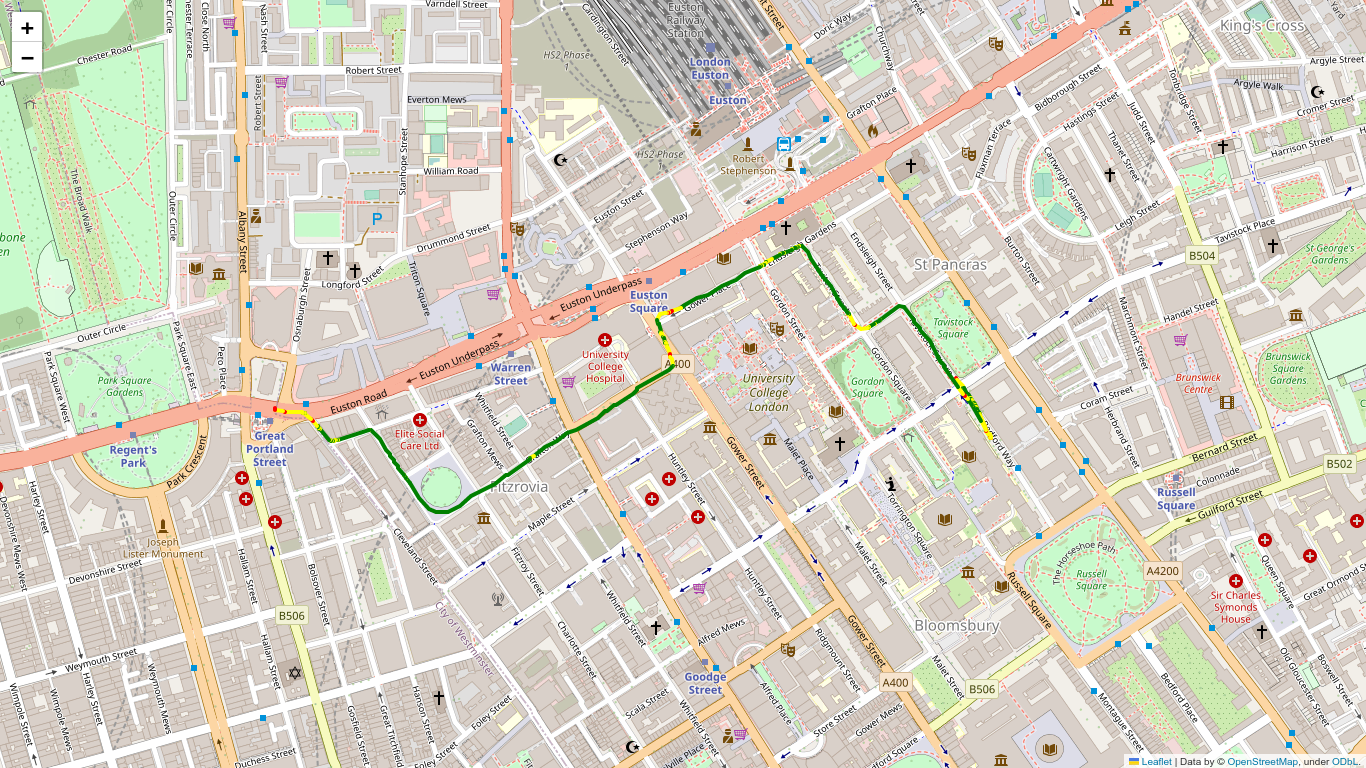 +
−
Varndell Street
Close North
Chester Terrace
Outer Circle
Nash Street
Chester Road
Robert Street
Robert Street
Everton Mews
Stanhope Street
William Road
The Broad Walk
Outer Circle
Albany Street
Drummond Street
Longford Street
Triton Square
Osnaburgh Street
Outer Circle
Park Square East
Peto Place
Park Square West
Park Square
Gardens
Cardington Street
HS2 Phase
1
Euston
Railway
Station
London
Euston
Euston
HS2 Phase
1
Robert
Stephenson
Doric Way
Churchway
Grafton Place
Euston Street
Stephenson Way
Euston Underpass
Euston Underpass
Euston Road
Euston
Square
Warren
Street
University
College
Hospital
Gower Place
Endsleigh Gardens
Endsleigh Street
Gordon Street
Gordon Square
Gordon
Square
Tavistock
Square
St Pancras
King's Cross
Argyle Street
Argyle Walk
Cromer Street
Harrison Street
Tonbridge Street
Judd Street
Bidborough Street
Hastings Street
Thanet Street
Flaxman Terrace
Cartwright Gardens
Leigh Street
Burton Street
Tavistock Place
B504
St George's
Gardens
Handel Street
Marchmont Street
Brunswick
Centre
Brunswick
Square
Gardens
Coram Street
Herbrand Street
Bernard Street
Colonnade
B502
Guilford Street
Russell
Square
A4200
Queen Square
Great Ormond
Sir Charles
Symonds
House
Old Gloucester
Boswell Street
The Horseshoe Path
Russell
Square
Russell Square
Bedford Way
Bedford Place
Montague Street
B506
Bloomsbury
Malet Street
Malet Street
Torrington Square
Malet Place
University
College
London
A400
Gower Street
Gower Street
A400
Gower Mews
Store Street
Alfred Place
Ridgmount Street
Huntley Street
Huntley Street
Alfred Mews
Goodge
Street
Scala Street
Whitfield Street
Whitfield Street
Whitfield Street
Charlotte Street
Fitzroy Street
Maple Street
Fitzrovia
Grafton Mews
Elite Social
Care Ltd.
Great
Portland
Street
Regent's
Park
Park Crescent
Joseph
Lister Monument
Devonshire Street
Devonshire Mews West
Harley Street
Harley Street
Hallam Street
Hallam Street
Bolsover Street
Cleveland Street
City of Westminster
B506
Weymouth Street
Weymouth Mews
Wimpole Street
Wimpole Mews
Gosfield Street
Great Titchfield
Hanson Street
Foley Street
Foley Street
Duchess Street
Leaflet | Data by © OpenStreetMap, under ODbL.